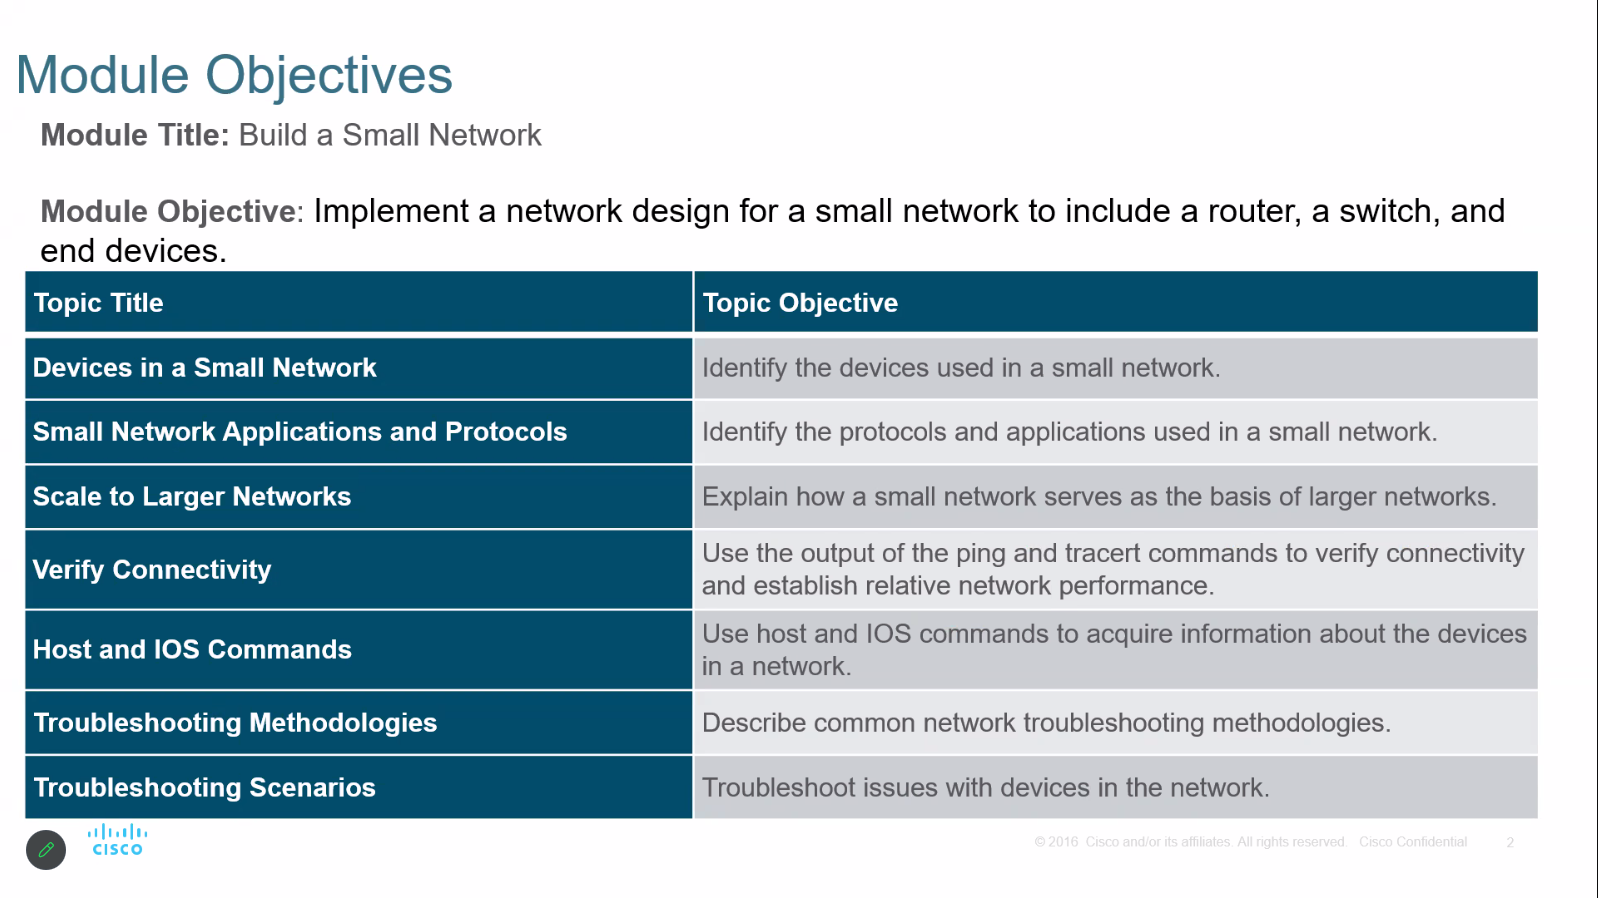 Module Objectives
Module Title: Build a Small Network
Module Objective: Implement a network design for a small network to include a router, a switch, and
end devices.
Topic Title
Topic Objective
Devices in a Small Network
Identify the devices used in a small network.
Small Network Applications and Protocols
Identify the protocols and applications used in a small network.
Scale to Larger Networks
Explain how a small network serves as the basis of larger networks.
Verify Connectivity
Use the output of the ping and tracert commands to verify connectivity
and establish relative network performance.
Host and IOS Commands
Use host and IOS commands to acquire information about the devices
in a network.
Troubleshooting Methodologies
Describe common network troubleshooting methodologies.
Troubleshooting Scenarios
Troubleshoot issues with devices in the network.
CISCO
© 2016 Cisco and/or its affiliates. All rights reserved. Cisco Confidential 2